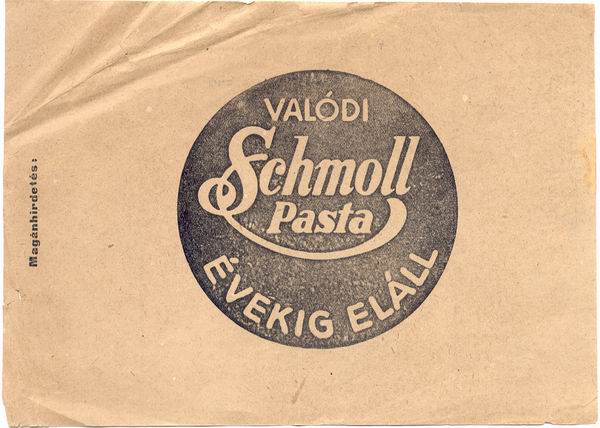 Magánhirdetés:
VALÓDI
Schmoll
Pasta
ÉVEKIG ELÁLL